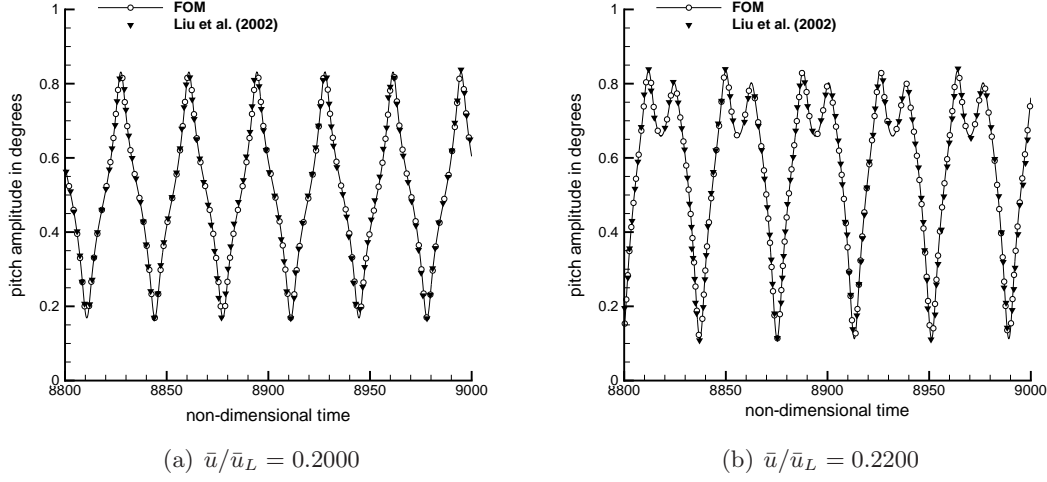 FOM
Liu et al. (2002)
pitch amplitude in degrees
1
0.8
0.6
0.4
0.2
0
8800
8850
8900
8950
9000
non-dimensional time
(a) ū/ū_L = 0.2000
FOM
Liu et al. (2002)
pitch amplitude in degrees
1
0.8
0.6
0.4
0.2
0
8800
8850
8900
8950
9000
non-dimensional time
(b) ū/ū_L = 0.2200